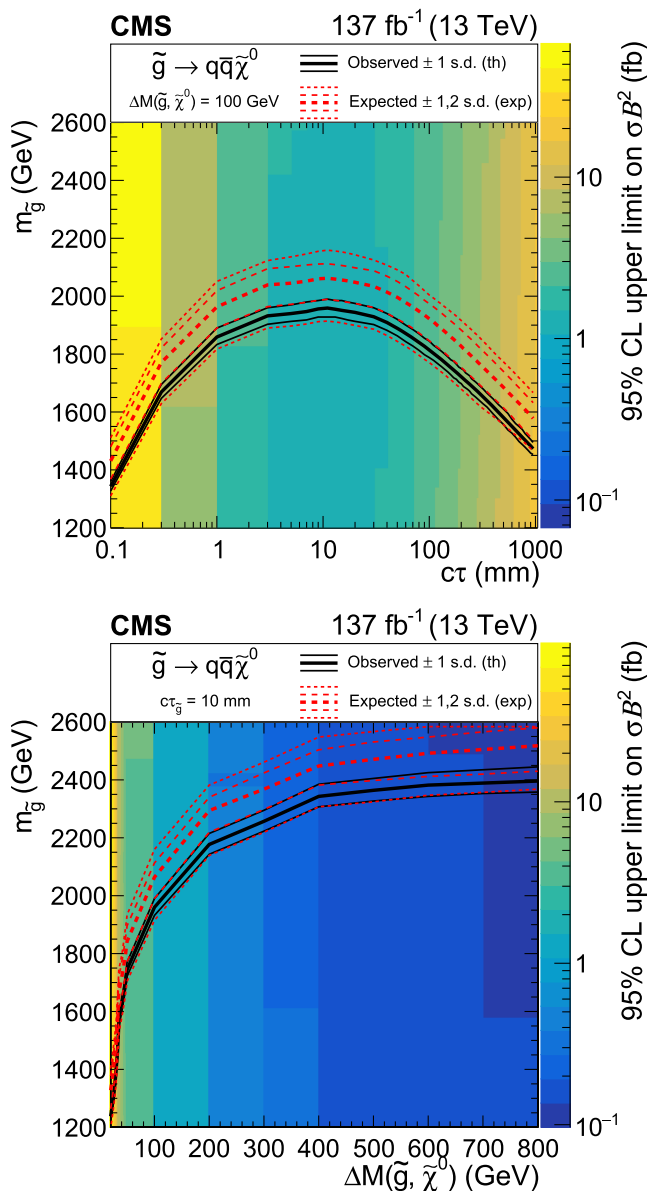 CMS 137 fb⁻¹ (13 TeV)
g̃ → qq̄χ̃⁰ Observed ± 1 s.d. (th)
ΔM(g̃, χ̃⁰) = 100 GeV Expected ± 1,2 s.d. (exp)
m_g̃ (GeV)
2600
2400
2200
2000
1800
1600
1400
1200
0.1 1 10 100 1000
cτ (mm)
10
1
10⁻¹
95% CL upper limit on σB² (fb)
CMS 137 fb⁻¹ (13 TeV)
g̃ → qq̄χ̃⁰ Observed ± 1 s.d. (th)
cτ_g̃ = 10 mm Expected ± 1,2 s.d. (exp)
m_g̃ (GeV)
2600
2400
2200
2000
1800
1600
1400
1200
100 200 300 400 500 600 700 800
ΔM(g̃, χ̃⁰) (GeV)
10
1
10⁻¹
95% CL upper limit on σB² (fb)